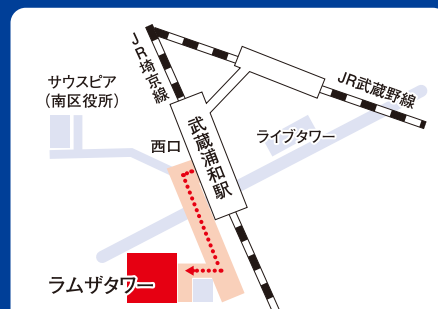 JR埼京線
JR武蔵野線
サウスピア
(南区役所)
西口
武蔵浦和駅
ライブタワー
ラムザタワー